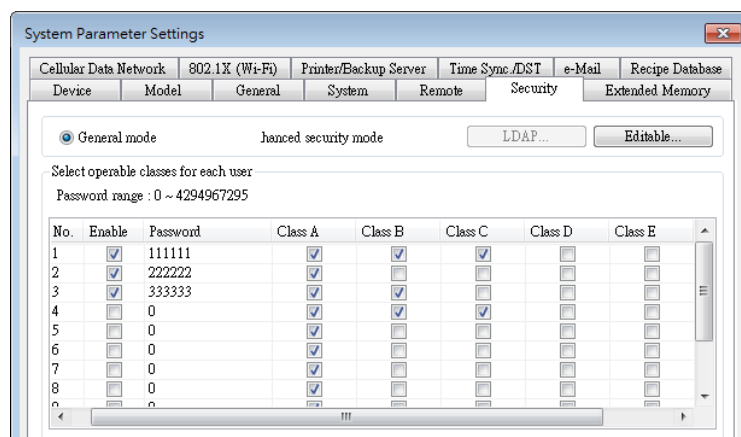 System Parameter Settings
Cellular Data Network 802.1X (Wi-Fi) Printer/Backup Server Time Sync./DST e-Mail Recipe Database
Device Model General System Remote Security Extended Memory
General mode hanced security mode LDAP... Editable...
Select operable classes for each user
Password range : 0 ~ 4294967295
No. Enable Password Class A Class B Class C Class D Class E
1 111111
2 222222
3 333333
4 0
5 0
6 0
7 0
8 0